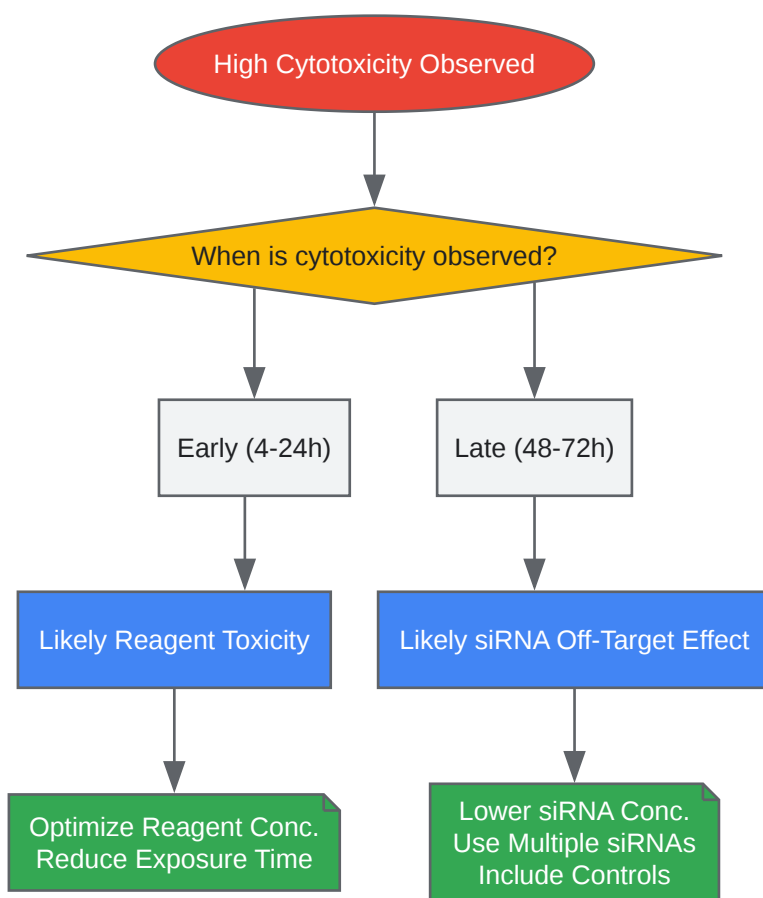 High Cytotoxicity Observed
When is cytotoxicity observed?
Early (4-24h)
Late (48-72h)
Likely Reagent Toxicity
Likely siRNA Off-Target Effect
Optimize Reagent Conc.
Reduce Exposure Time
Lower siRNA Conc.
Use Multiple siRNAs
Include Controls